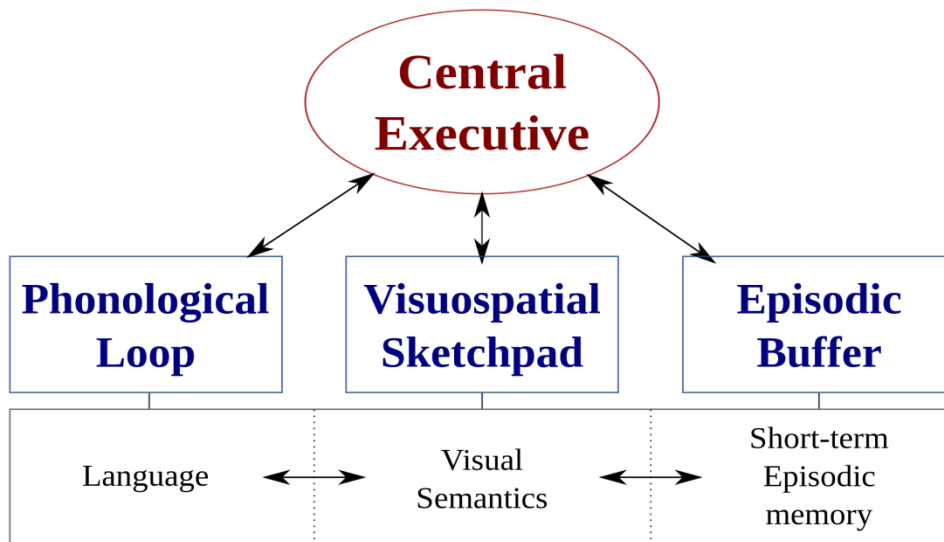 Central
Executive
Phonological
Loop
Visuospatial
Sketchpad
Episodic
Buffer
Language
Visual
Semantics
Short-term
Episodic
memory